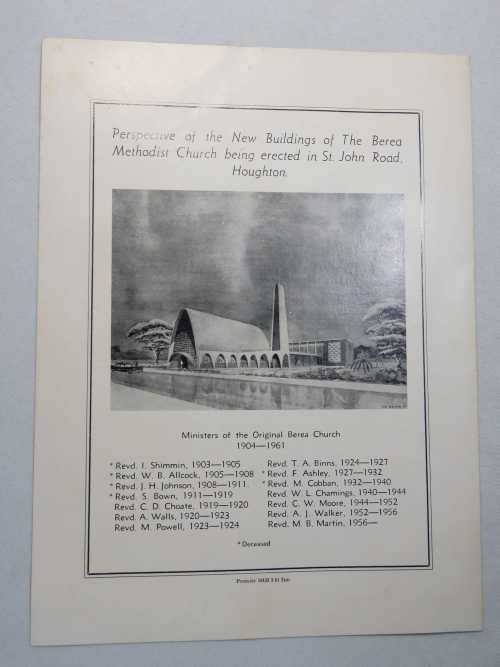 Perspective of the New Buildings of The Berea
Methodist Church being erected in St. John Road,
Houghton.
Ministers of the Original Berea Church
1904—1961
*Revd. I. Shimmin, 1903—1905
*Revd. W. B. Allcock, 1905—1908
*Revd. J. H. Johnson, 1908—1911
*Revd. S. Bown, 1911—1919
Revd. C. D. Choate, 1919—1920
Revd. A. Walls, 1920—1923
Revd. M. Powell, 1923—1924
Revd. T. A. Binns, 1924—1927
*Revd. F. Ashley, 1927—1932
*Revd. M. Cobban, 1932—1940
Revd. W. L. Chamings, 1940—1944
Revd. C. W. Moore, 1944—1952
Revd. A. J. Walker, 1952—1956
Revd. M. B. Martin, 1956—
*Deceased